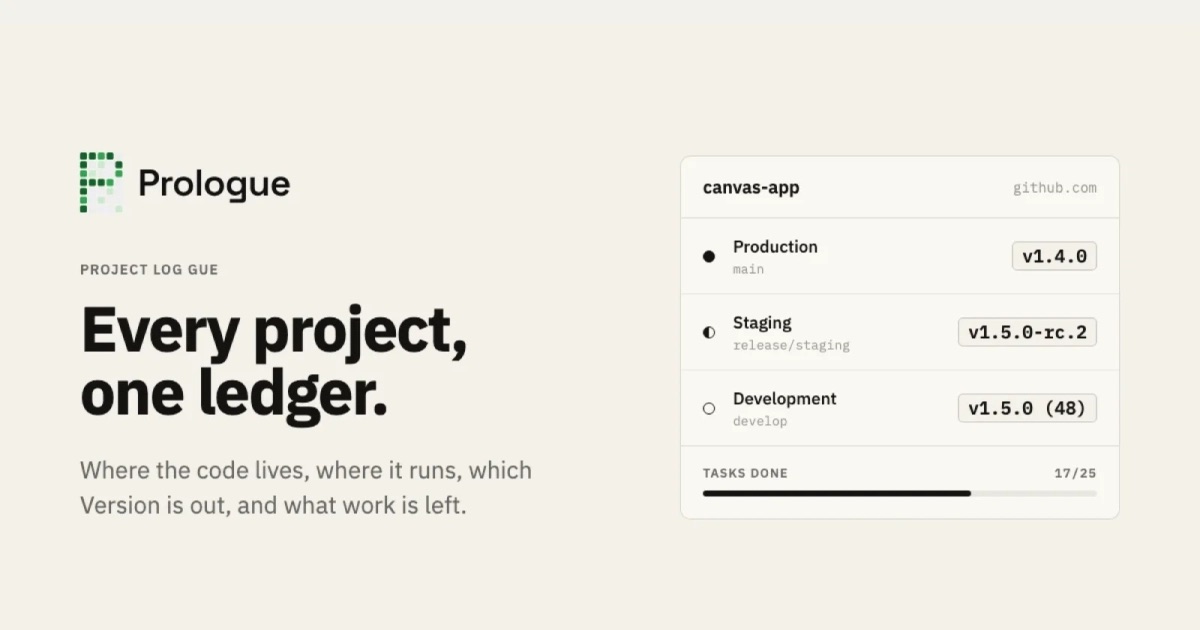 Prologue
PROJECT LOG GUE
Every project,
one ledger.
Where the code lives, where it runs, which
Version is out, and what work is left.
canvas-app
github.com
Production
main
v1.4.0
Staging
release/staging
v1.5.0-rc.2
Development
develop
v1.5.0 (48)
TASKS DONE
17/25